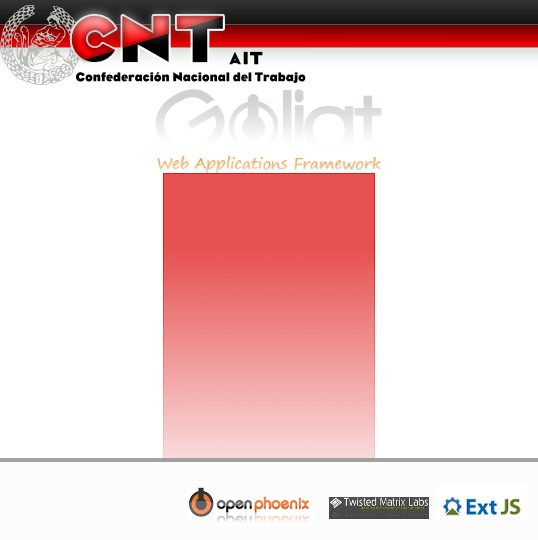 CNT
AIT
Confederación Nacional del Trabajo
Goliat
Web Applications Framework
open phoenix
Twisted Matrix Labs
Ext JS